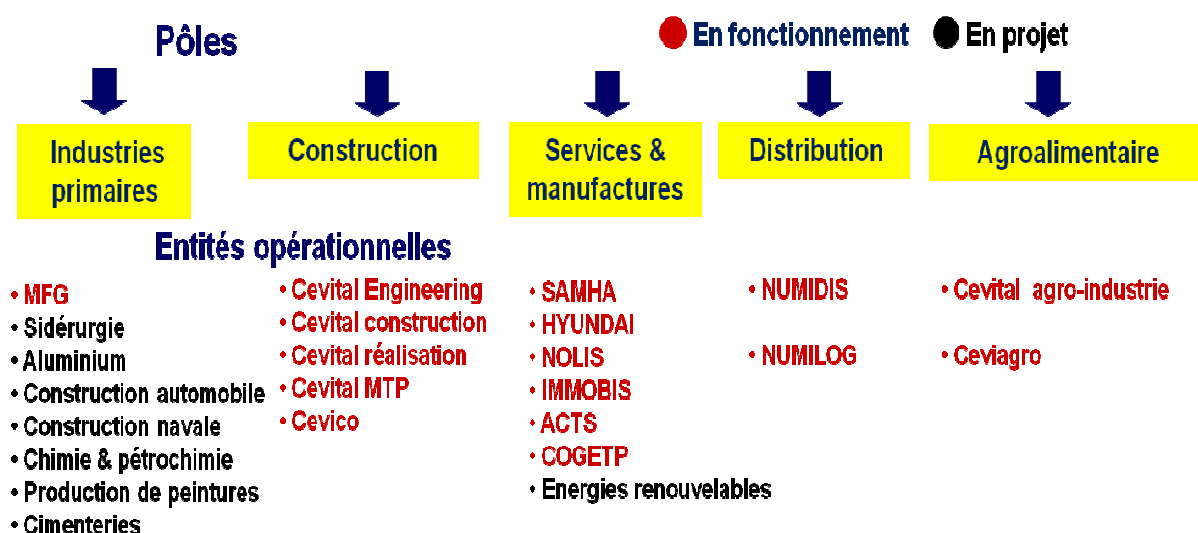 Pôles
En fonctionnement
En projet
Industries
primaires
Construction
Services &
manufactures
Distribution
Agroalimentaire
Entités opérationnelles
• MFG
• Sidérurgie
• Aluminium
• Construction automobile
• Construction navale
• Chimie & pétrochimie
• Production de peintures
• Cimenteries
• Cevital Engineering
• Cevital construction
• Cevital réalisation
• Cevital MTP
• Cevico
• SAMHA
• HYUNDAI
• NOLIS
• IMMOBIS
• ACTS
• COGETP
• Energies renouvelables
• NUMIDIS
• NUMILOG
• Cevital agro-industrie
• Ceviagro